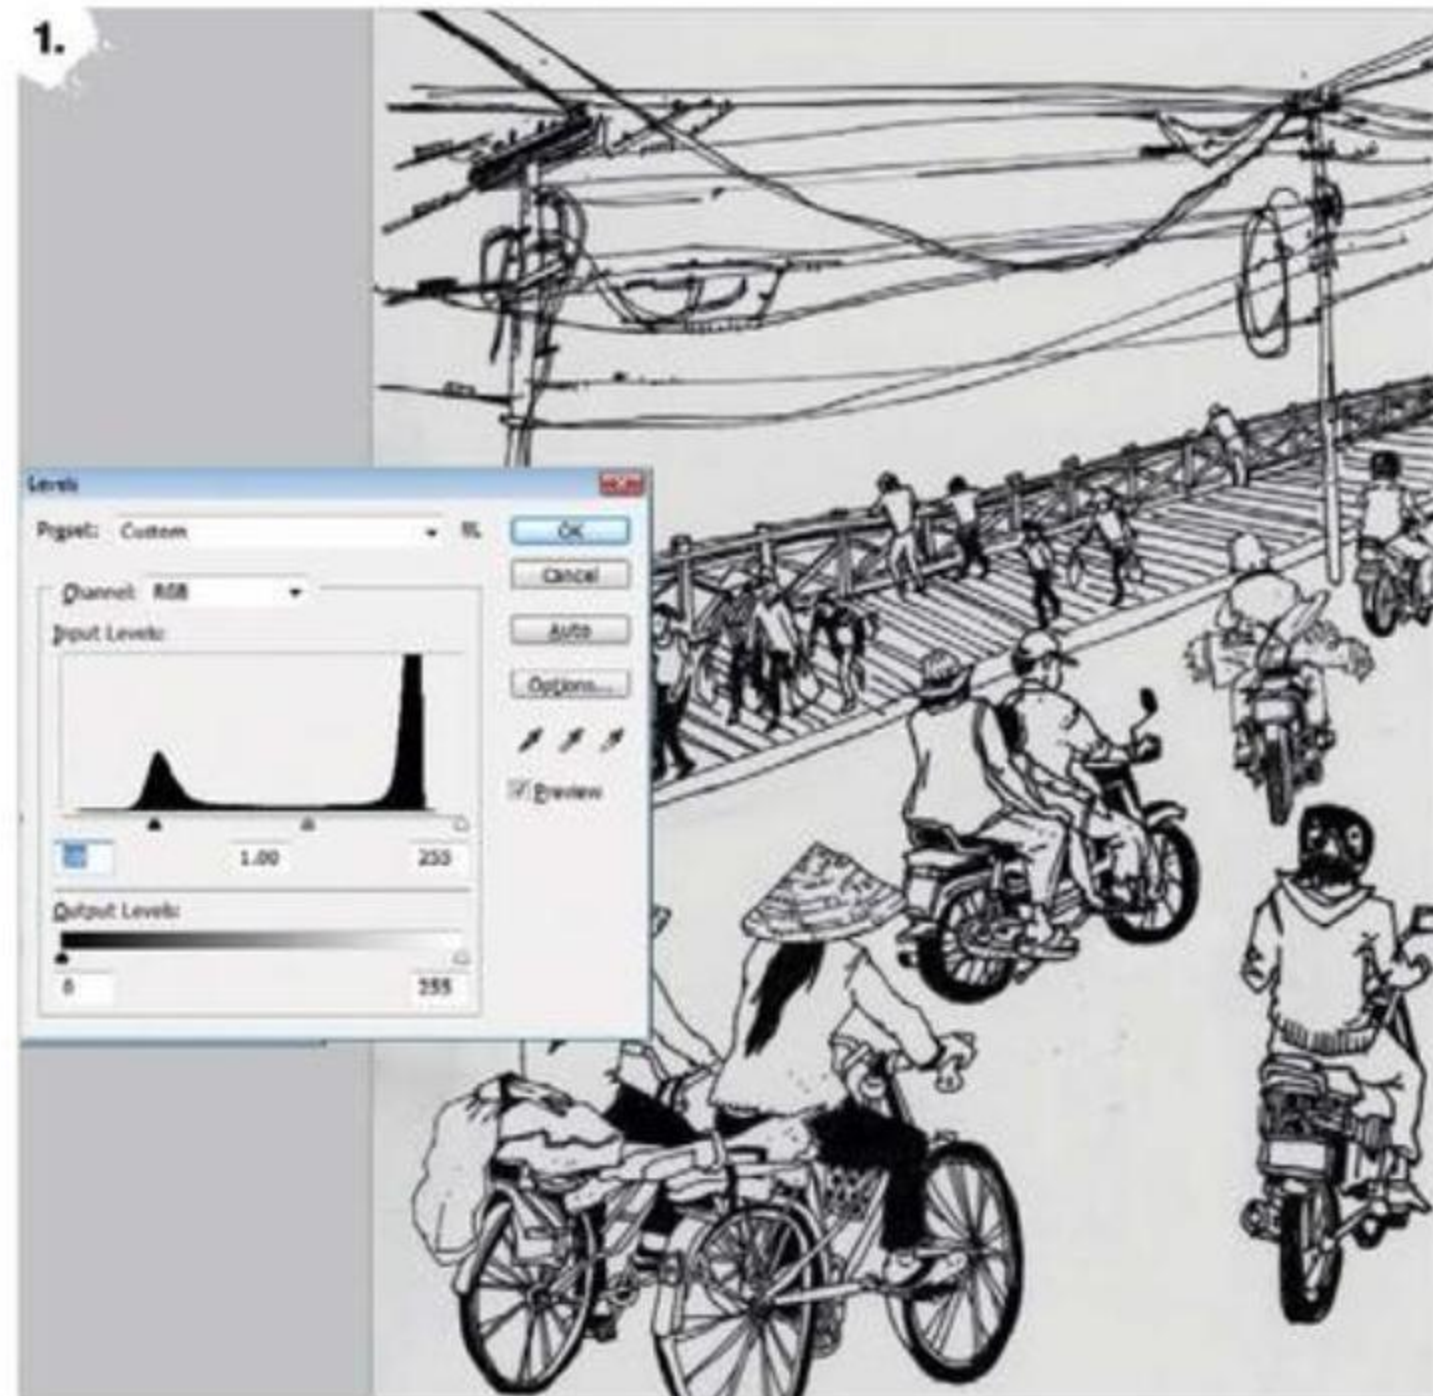 1.
Levels
Preset: Custom
OK
Cancel
Channel: RGB
Auto
Input Levels:
Options...
Preview
1.00
255
Output Levels:
0
255